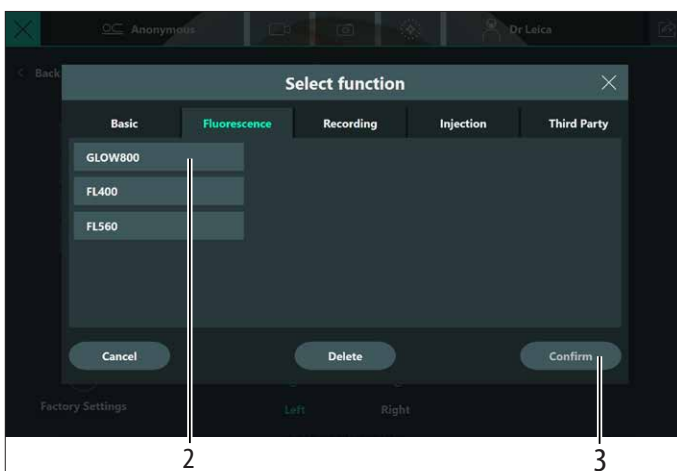 Anonymous Dr Leica
Back
Select function
Basic Fluorescence Recording Injection Third Party
GLOW800
FL400
FL560
Cancel Delete Confirm
Factory Settings Left Right
2 3